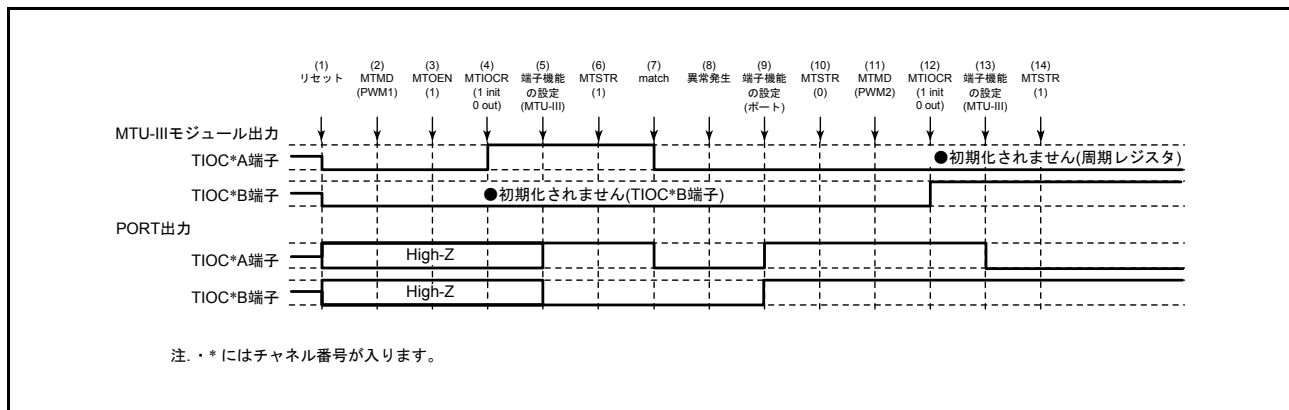 (1) (2) (3) (4) (5) (6) (7) (8) (9) (10) (11) (12) (13) (14)
リセット MTMD MTOEN MTIOCR 端子機能 MTSTR match 異常発生 端子機能 MTSTR MTMD MTIOCR 端子機能 MTSTR
(PWM1) (1) (1 init の設定 (1) の設定 (0) (PWM2) (1 init の設定 (1)
0 out) (MTU-III) (ポート) 0 out) (MTU-III)
MTU-IIIモジュール出力
TIOC*A端子 ●初期化されません(周期レジスタ)
TIOC*B端子 ●初期化されません(TIOC*B端子)
PORT出力
TIOC*A端子 High-Z
TIOC*B端子 High-Z
注. ・* にはチャネル番号が入ります。